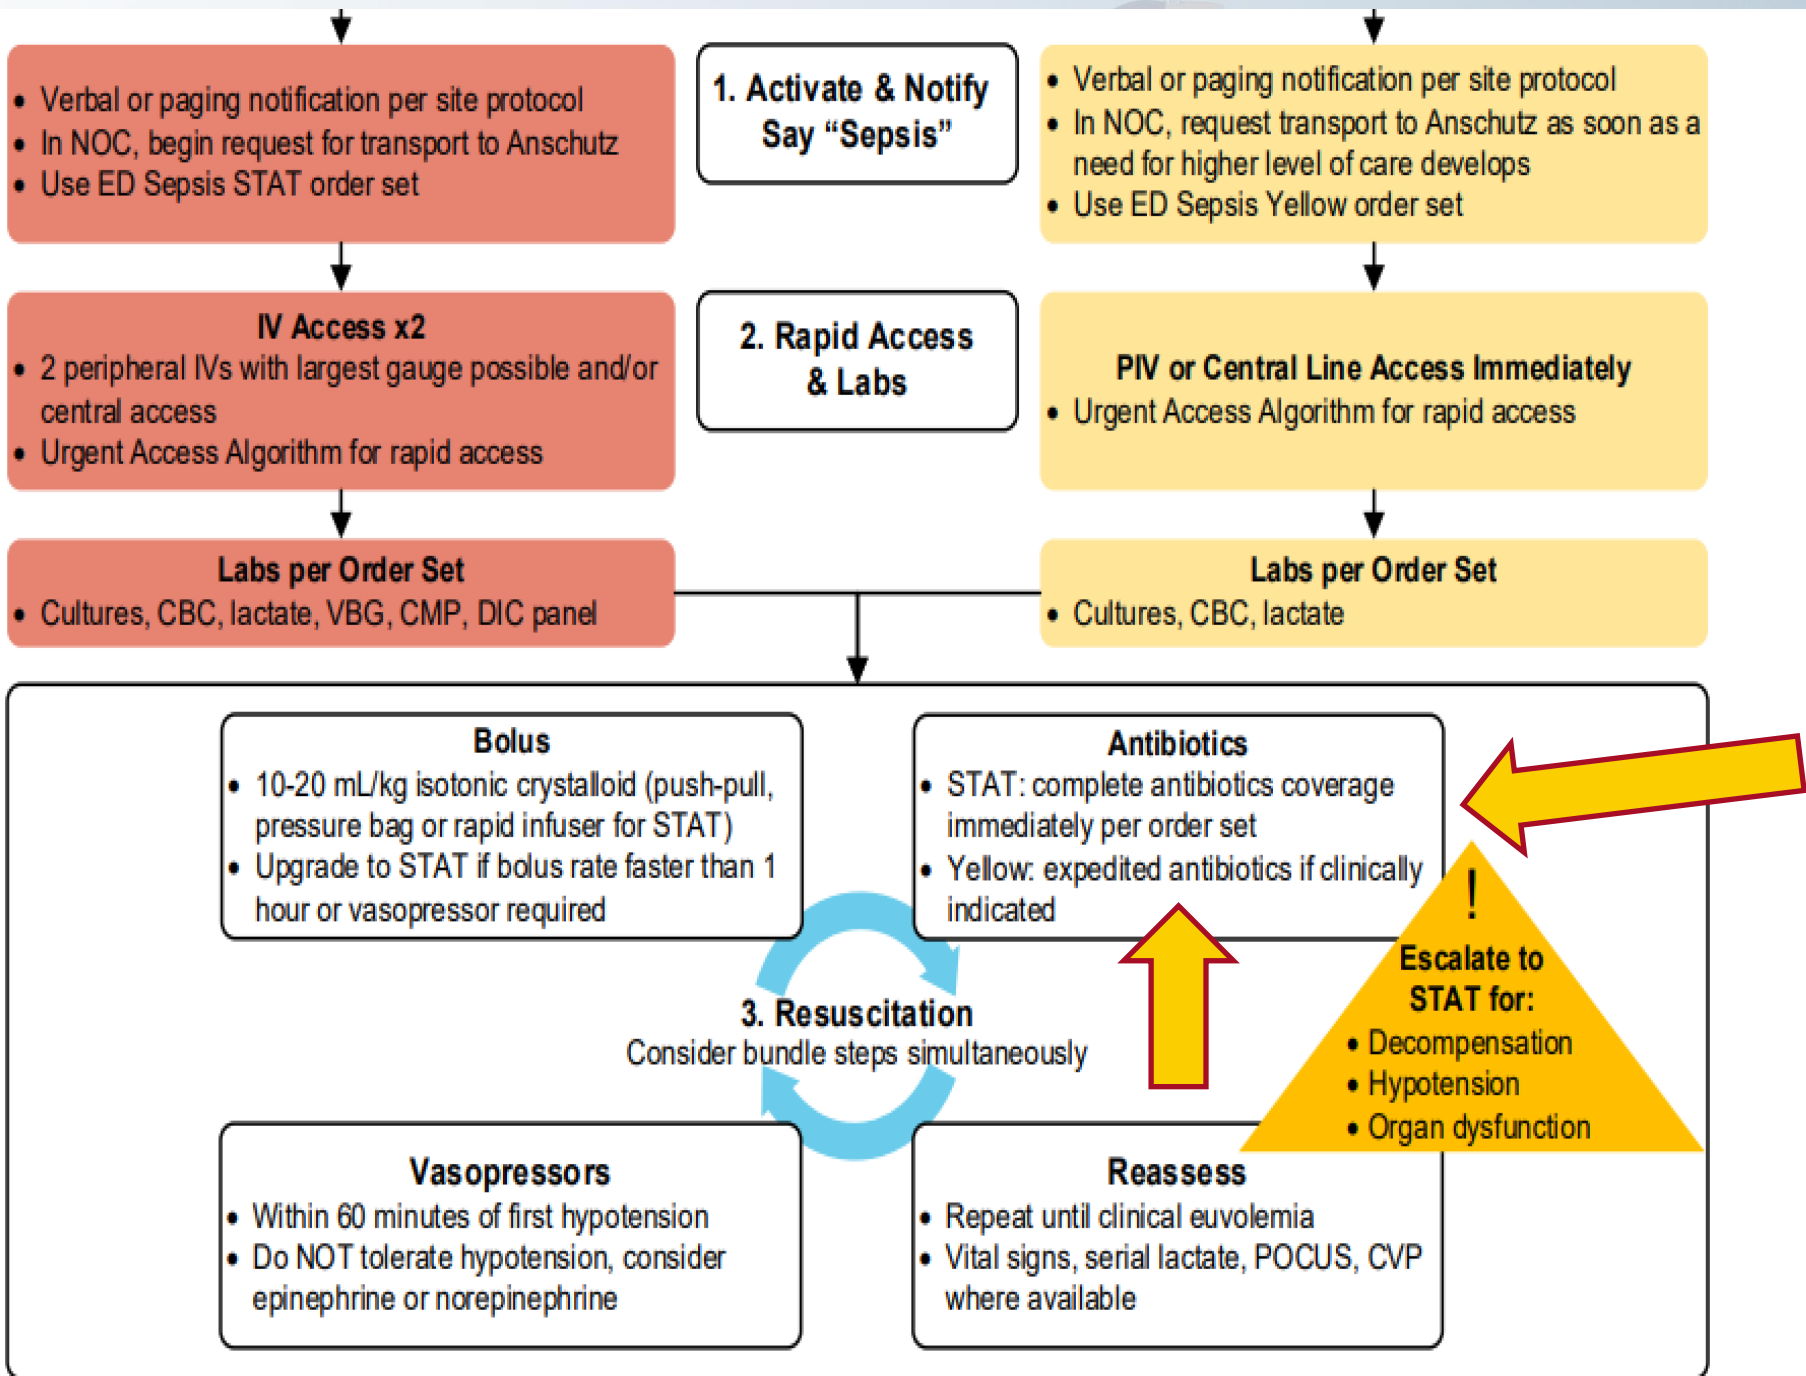 • Verbal or paging notification per site protocol
• In NOC, begin request for transport to Anschutz
• Use ED Sepsis STAT order set
1. Activate & Notify
Say “Sepsis”
• Verbal or paging notification per site protocol
• In NOC, request transport to Anschutz as soon as a
need for higher level of care develops
• Use ED Sepsis Yellow order set
IV Access x2
• 2 peripheral IVs with largest gauge possible and/or
central access
• Urgent Access Algorithm for rapid access
2. Rapid Access
& Labs
PIV or Central Line Access Immediately
• Urgent Access Algorithm for rapid access
Labs per Order Set
• Cultures, CBC, lactate, VBG, CMP, DIC panel
Labs per Order Set
• Cultures, CBC, lactate
Bolus
• 10-20 mL/kg isotonic crystalloid (push-pull,
pressure bag or rapid infuser for STAT)
• Upgrade to STAT if bolus rate faster than 1
hour or vasopressor required
Antibiotics
• STAT: complete antibiotics coverage
immediately per order set
• Yellow: expedited antibiotics if clinically
indicated
!
Escalate to
STAT for:
• Decompensation
• Hypotension
• Organ dysfunction
3. Resuscitation
Consider bundle steps simultaneously
Vasopressors
• Within 60 minutes of first hypotension
• Do NOT tolerate hypotension, consider
epinephrine or norepinephrine
Reassess
• Repeat until clinical euvolemia
• Vital signs, serial lactate, POCUS, CVP
where available